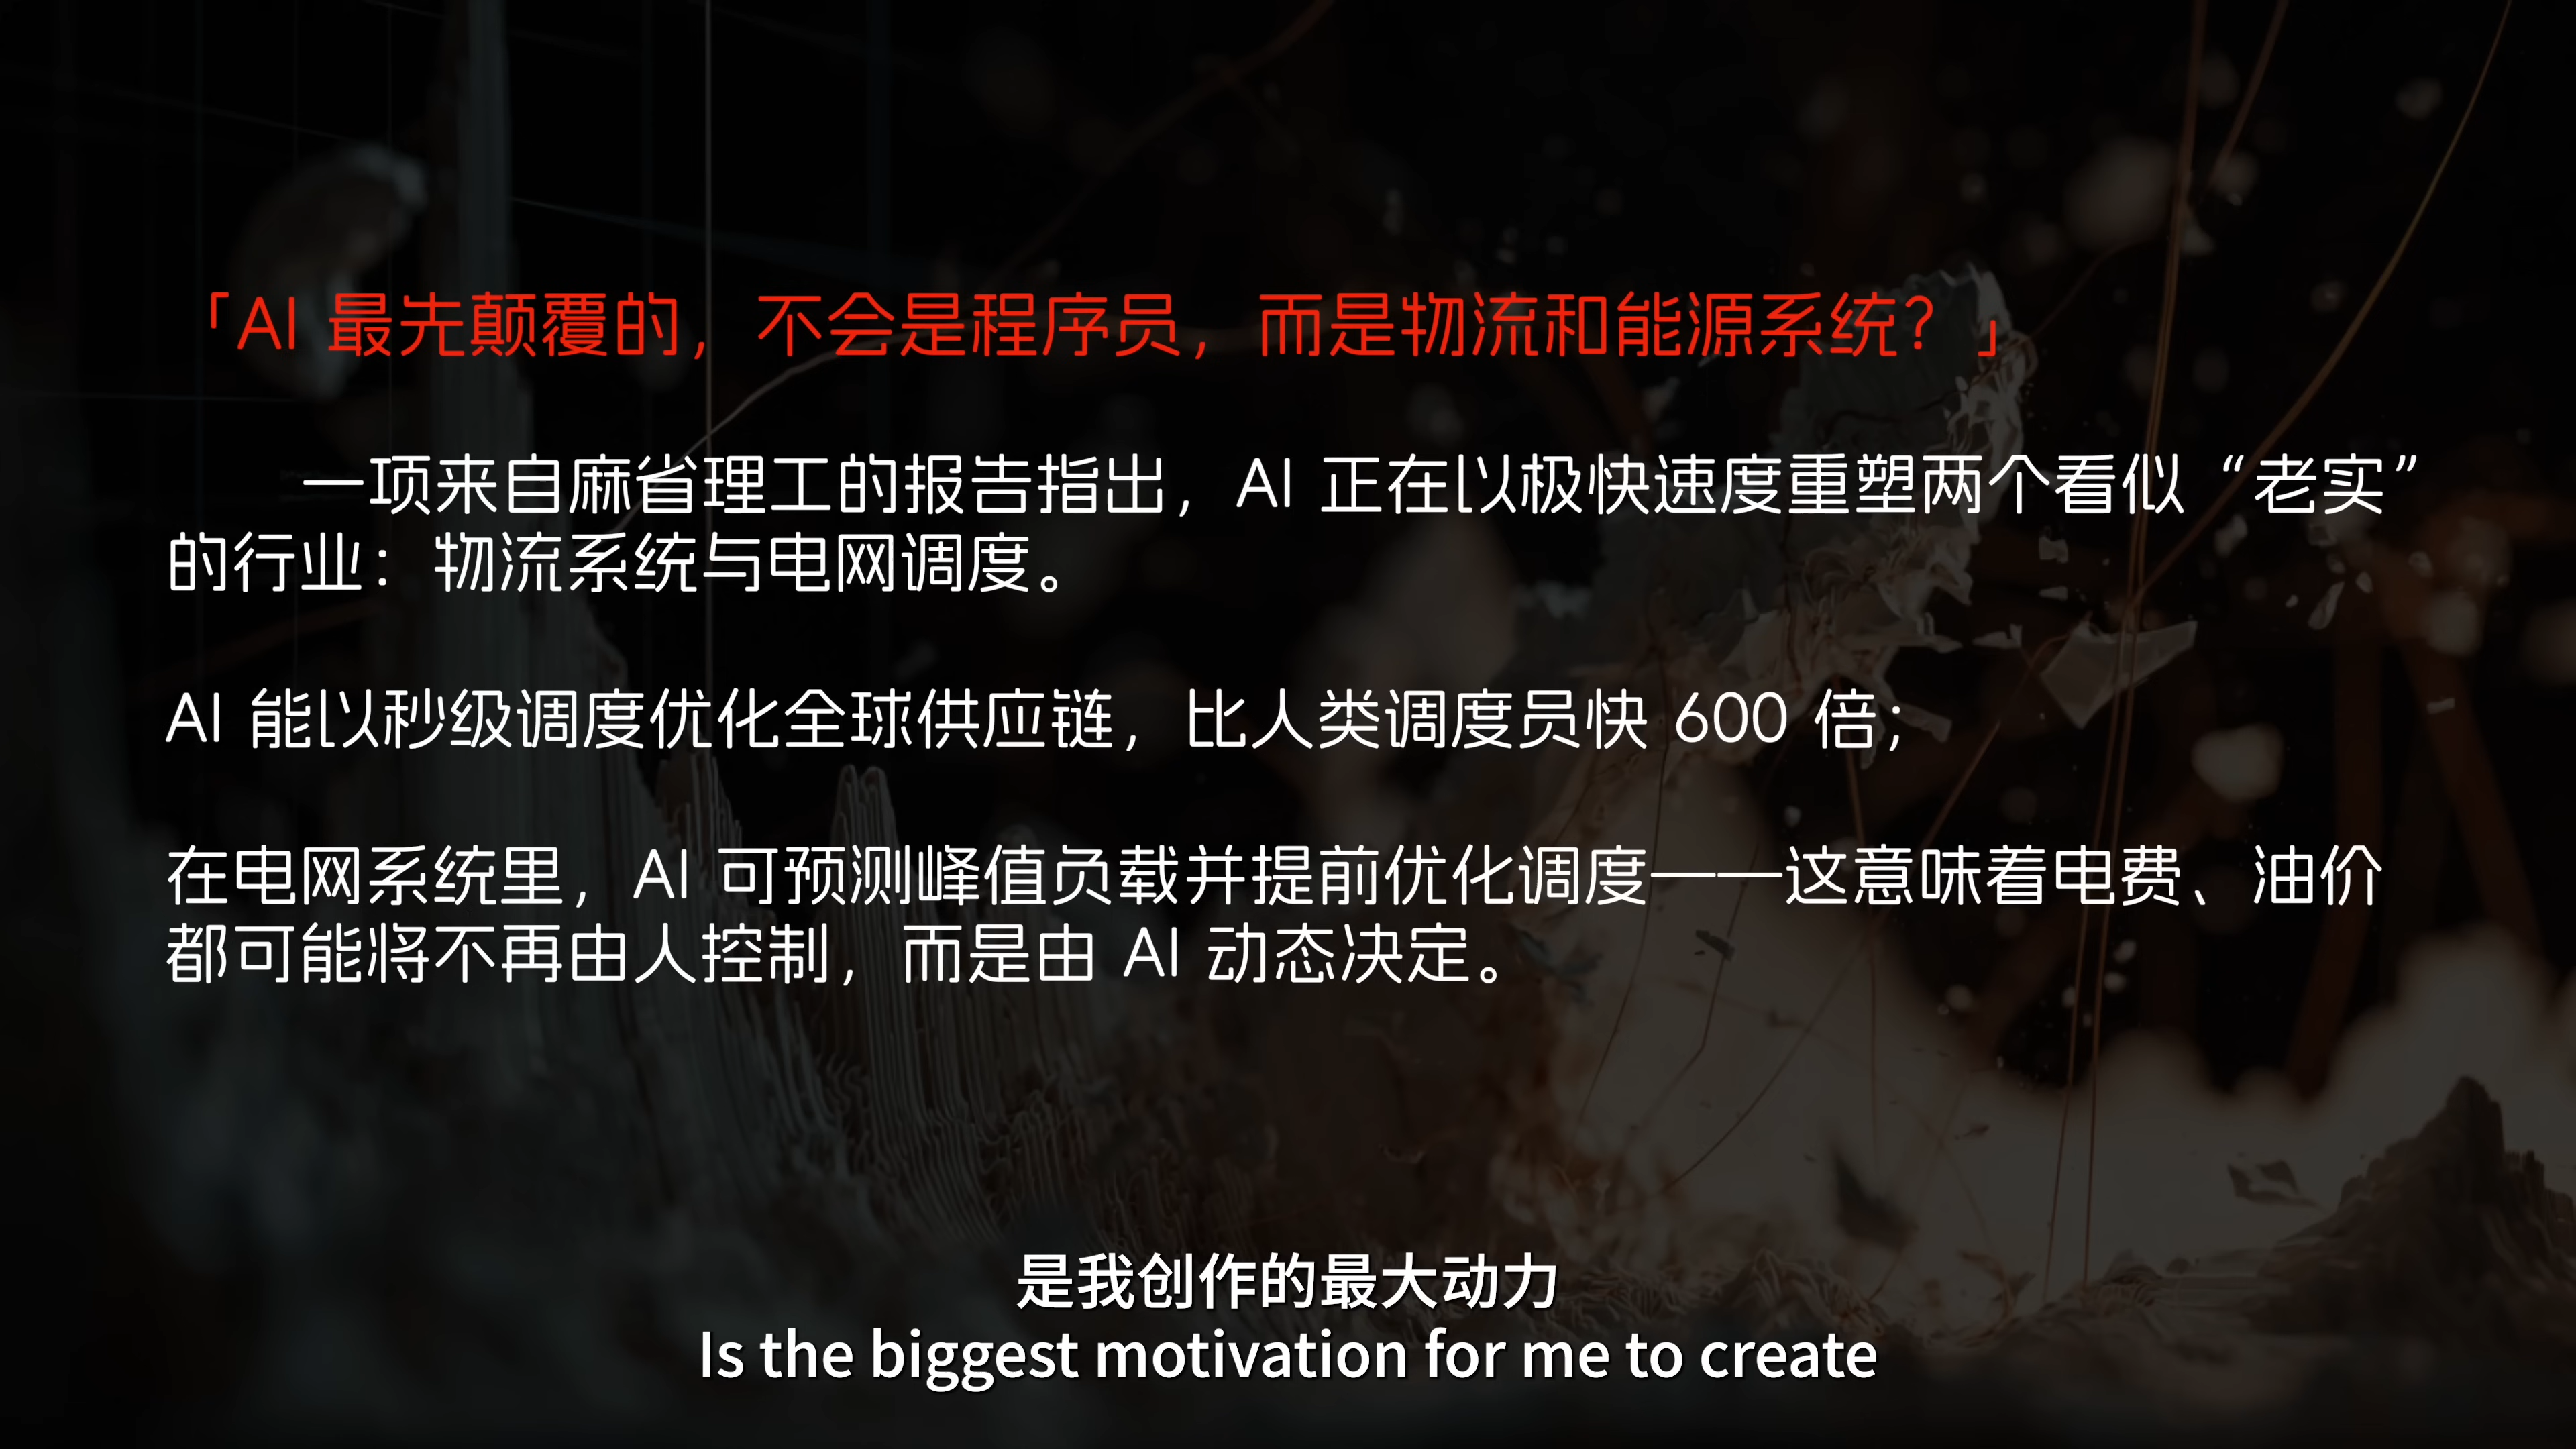 「AI 最先颠覆的，不会是程序员，而是物流和能源系统？」
一项来自麻省理工的报告指出，AI 正在以极快速度重塑两个看似“老实”
的行业：物流系统与电网调度。
AI 能以秒级调度优化全球供应链，比人类调度员快 600 倍；
在电网系统里，AI 可预测峰值负载并提前优化调度——这意味着电费、油价
都可能将不再由人控制，而是由 AI 动态决定。
是我创作的最大动力
Is the biggest motivation for me to create